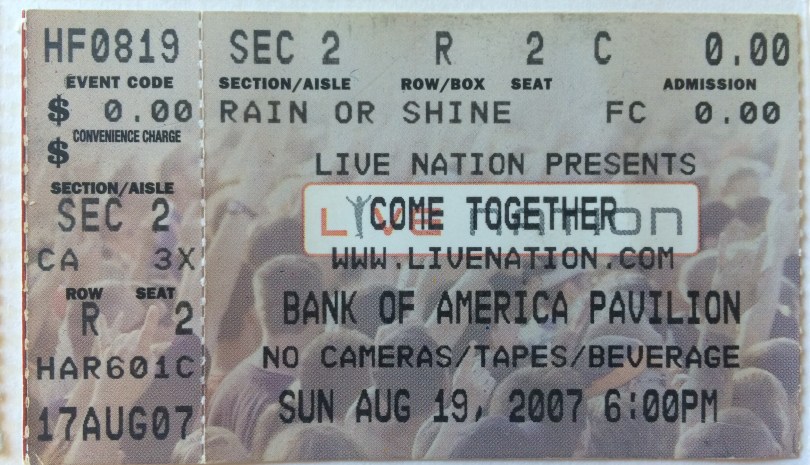 HF0819 SEC 2 R 2 C 0.00
EVENT CODE SECTION/AISLE ROW/BOX SEAT ADMISSION
$ 0.00 RAIN OR SHINE FC 0.00
CONVENIENCE CHARGE
$
LIVE NATION PRESENTS
SECTION/AISLE
SEC 2 COME TOGETHER
LIVE NATION
CA 3X WWW.LIVENATION.COM
ROW SEAT
R 2 BANK OF AMERICA PAVILION
HAR601C NO CAMERAS/TAPES/BEVERAGE
17AUG07 SUN AUG 19, 2007 6:00PM